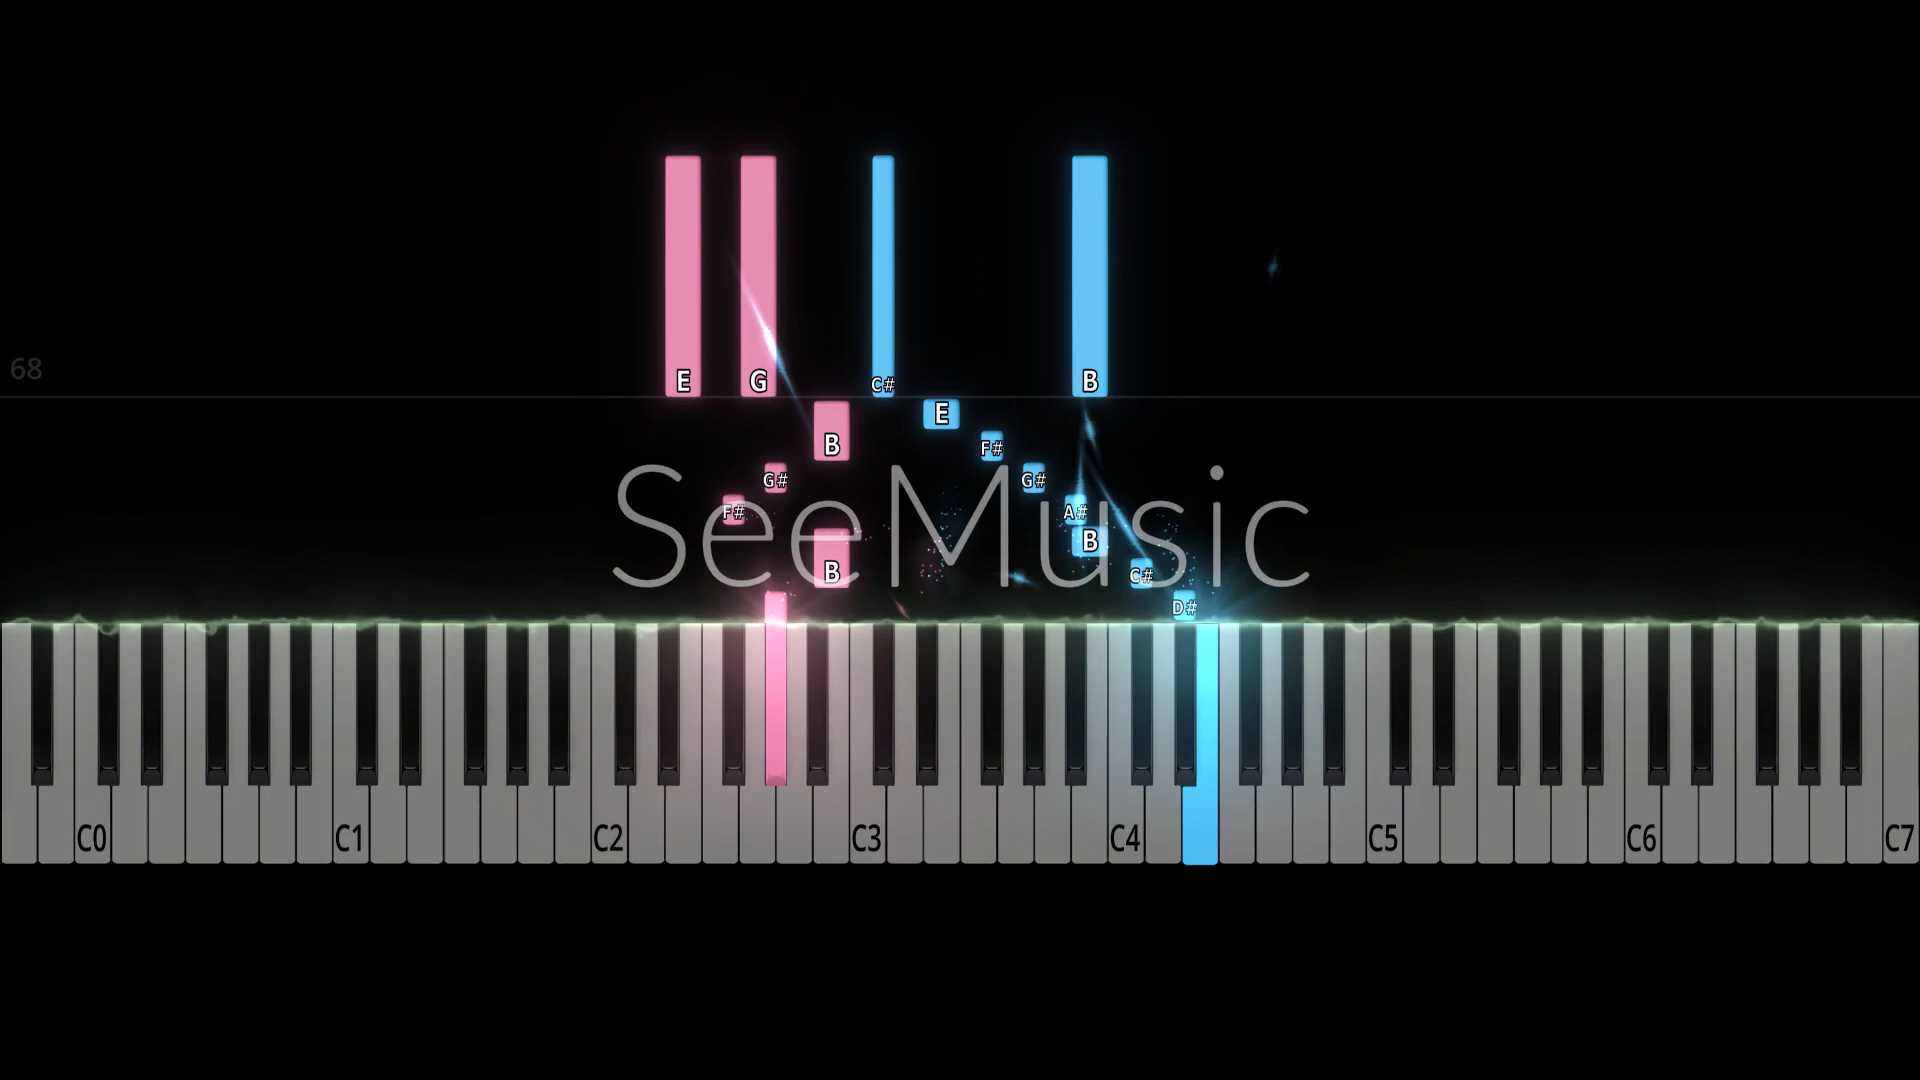 68
E G C# B
E
B
F#
G# G#
F# A#
B
B
C#
D#
SeeMusic
C0 C1 C2 C3 C4 C5 C6 C7